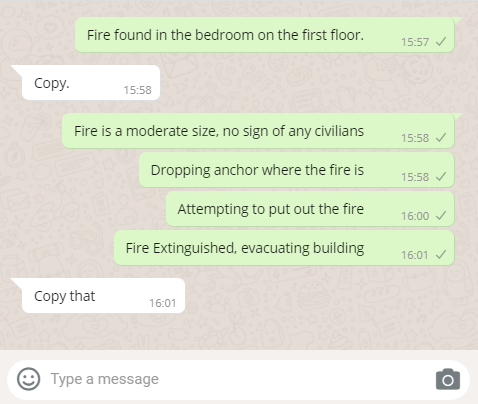 Fire found in the bedroom on the first floor.
15:57
Copy.
15:58
Fire is a moderate size, no sign of any civilians
15:58
Dropping anchor where the fire is
15:58
Attempting to put out the fire
16:00
Fire Extinguished, evacuating building
16:01
Copy that
16:01
Type a message